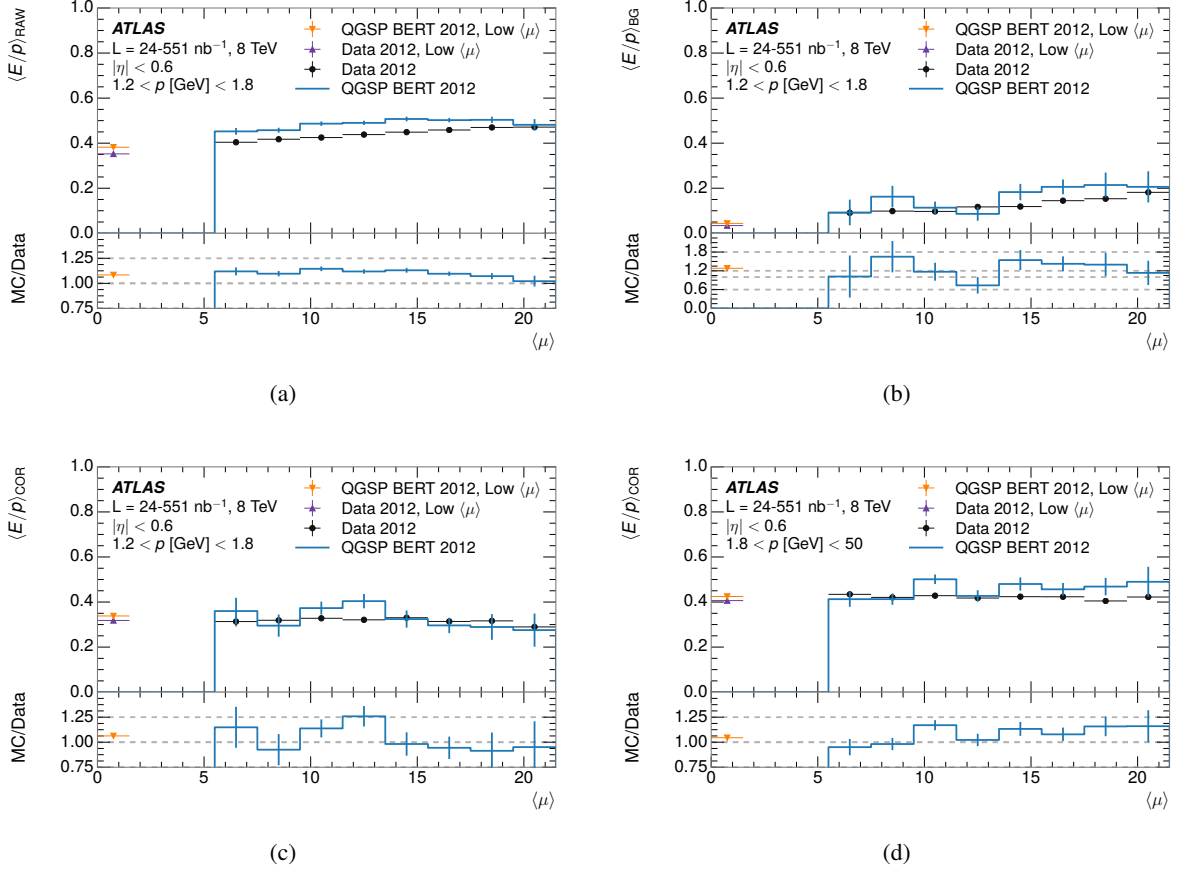 ⟨E/p⟩RAW
1.0
0.8
0.6
0.4
0.2
0.0
ATLAS
L = 24-551 nb⁻¹, 8 TeV
|η| < 0.6
1.2 < p [GeV] < 1.8
QGSP BERT 2012, Low ⟨μ⟩
Data 2012, Low ⟨μ⟩
Data 2012
QGSP BERT 2012
MC/Data
1.25
1.00
0.75
0 5 10 15 20
⟨μ⟩
(a)
⟨E/p⟩BG
1.0
0.8
0.6
0.4
0.2
0.0
ATLAS
L = 24-551 nb⁻¹, 8 TeV
|η| < 0.6
1.2 < p [GeV] < 1.8
QGSP BERT 2012, Low ⟨μ⟩
Data 2012, Low ⟨μ⟩
Data 2012
QGSP BERT 2012
MC/Data
1.8
1.2
0.6
0.0
0 5 10 15 20
⟨μ⟩
(b)
⟨E/p⟩COR
1.0
0.8
0.6
0.4
0.2
0.0
ATLAS
L = 24-551 nb⁻¹, 8 TeV
|η| < 0.6
1.2 < p [GeV] < 1.8
QGSP BERT 2012, Low ⟨μ⟩
Data 2012, Low ⟨μ⟩
Data 2012
QGSP BERT 2012
MC/Data
1.25
1.00
0.75
0 5 10 15 20
⟨μ⟩
(c)
⟨E/p⟩COR
1.0
0.8
0.6
0.4
0.2
0.0
ATLAS
L = 24-551 nb⁻¹, 8 TeV
|η| < 0.6
1.8 < p [GeV] < 50
QGSP BERT 2012, Low ⟨μ⟩
Data 2012, Low ⟨μ⟩
Data 2012
QGSP BERT 2012
MC/Data
1.25
1.00
0.75
0 5 10 15 20
⟨μ⟩
(d)